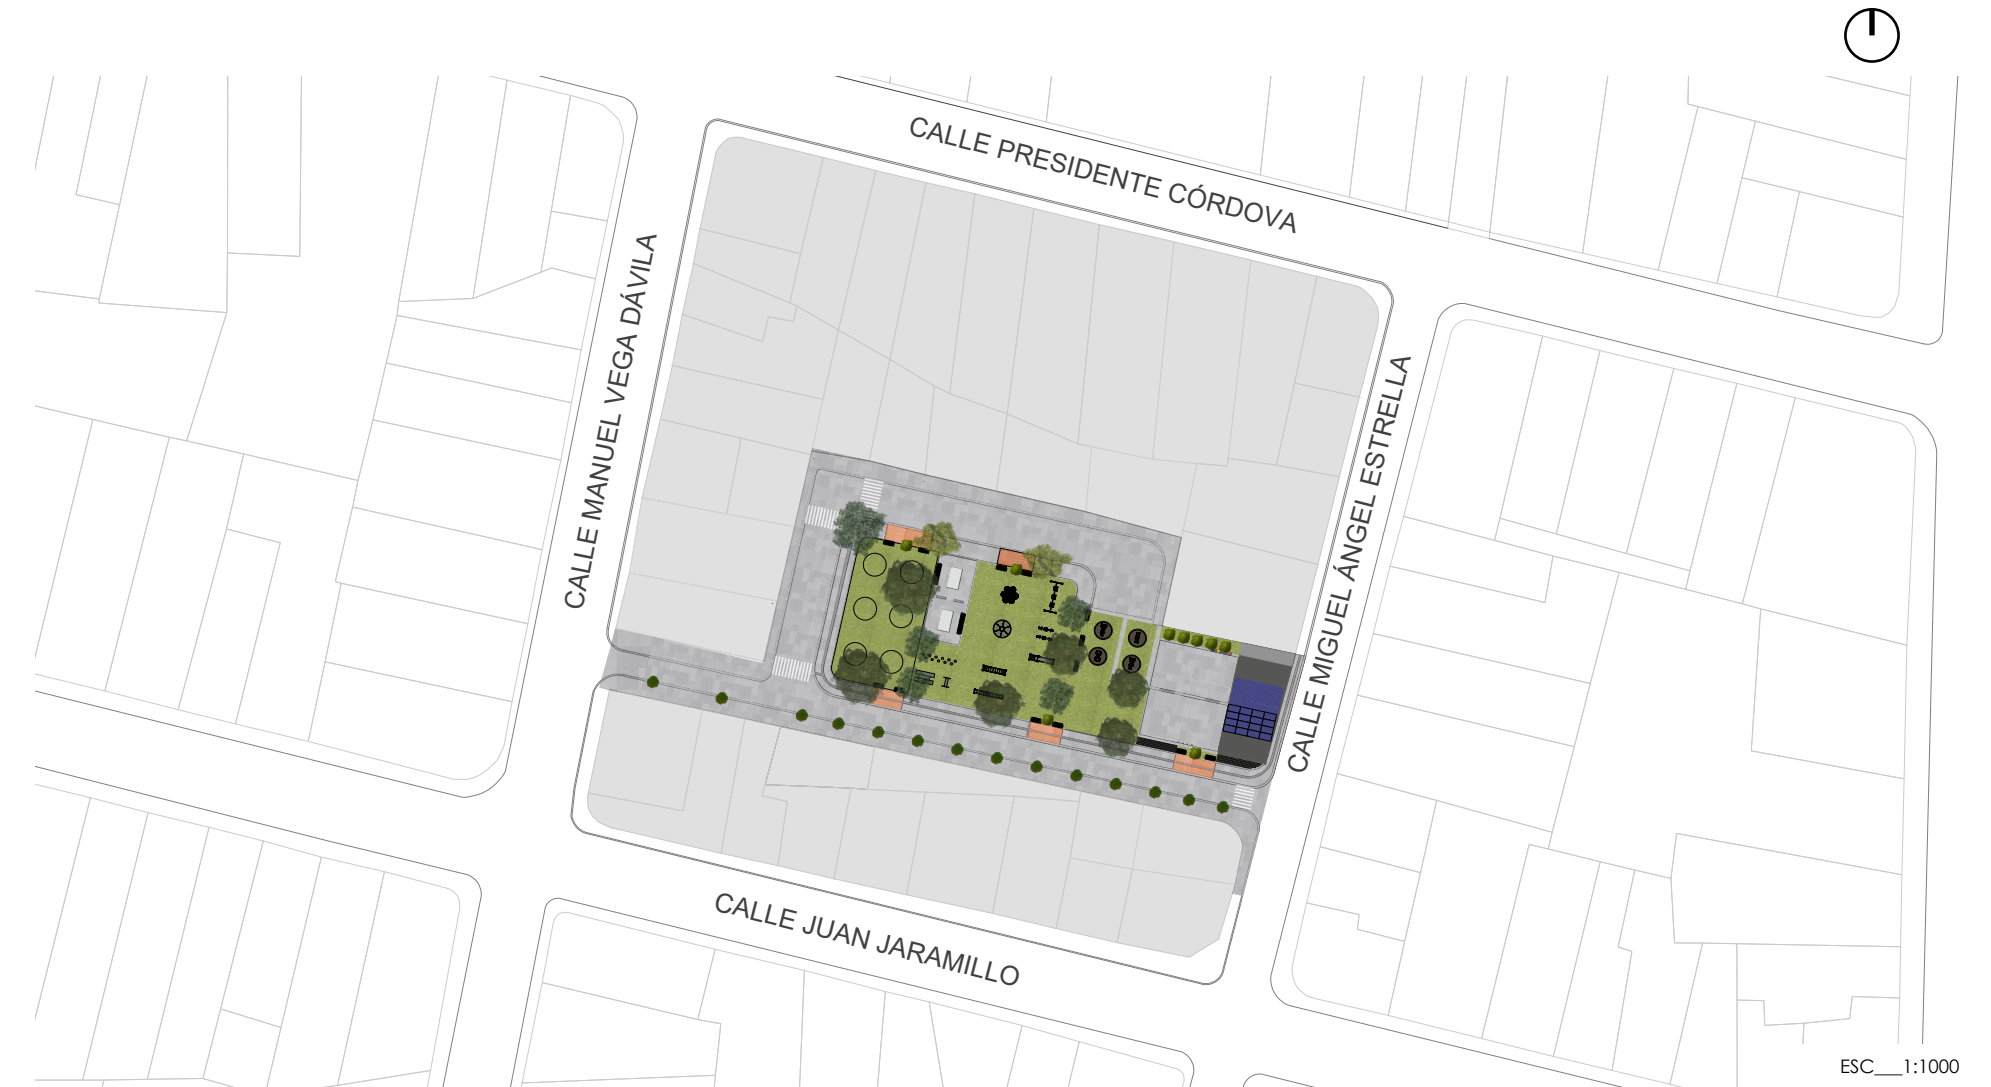 CALLE PRESIDENTE CÓRDOVA
CALLE MANUEL VEGA DÁVILA
CALLE MIGUEL ÁNGEL ESTRELLA
CALLE JUAN JARAMILLO
ESC___1:1000